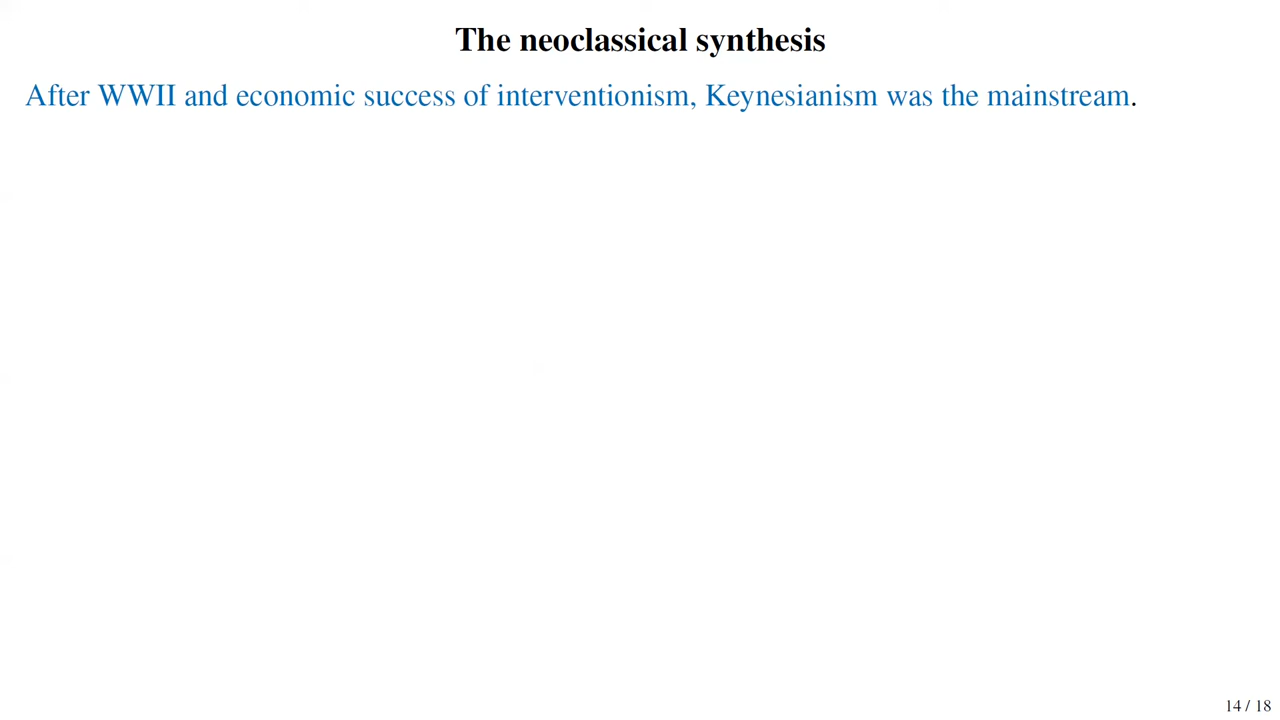 The neoclassical synthesis
After WWII and economic success of interventionism, Keynesianism was the mainstream.
14 / 18